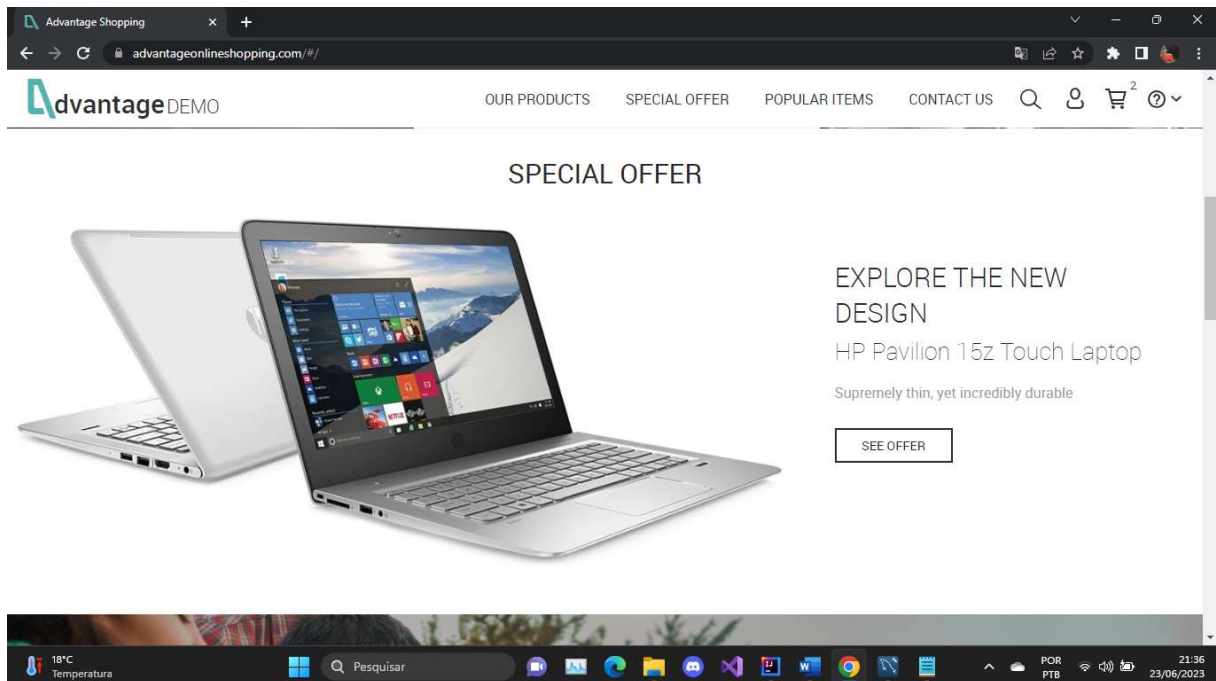 Advantage Shopping
advantageonlineshopping.com/#/
dvantage DEMO
OUR PRODUCTS
SPECIAL OFFER
POPULAR ITEMS
CONTACT US
2
SPECIAL OFFER
EXPLORE THE NEW
DESIGN
HP Pavilion 15z Touch Laptop
Supremely thin, yet incredibly durable
SEE OFFER
NETFLIX
18°C
Temperatura
Pesquisar
POR
PTB
21:36
23/06/2023